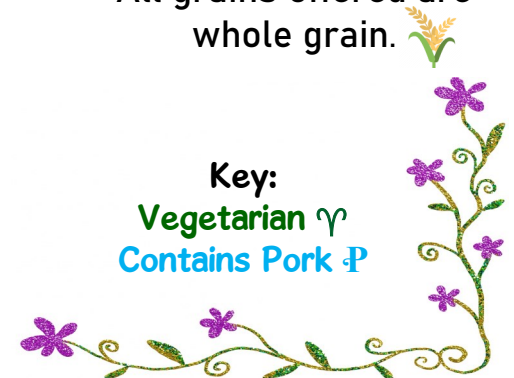 All grains offered are
whole grain.
Key:
Vegetarian ♈
Contains Pork Ᵽ